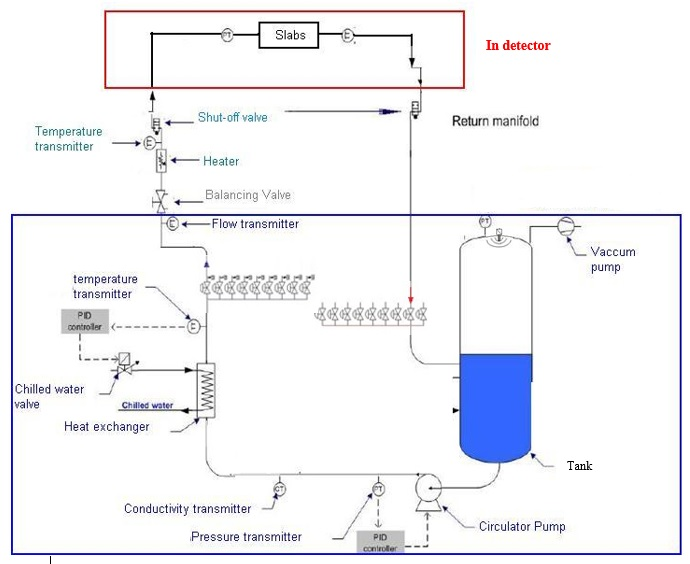 PT
Slabs
E
In detector
Shut-off valve
Return manifold
Temperature
transmitter
E
Heater
Balancing Valve
E
Flow transmitter
PT
Vaccum
pump
temperature
transmitter
PID
controller
E
Chilled water
valve
Chilled water
Heat exchanger
Tank
CT
PT
Conductivity transmitter
Circulator Pump
Pressure transmitter
PID
controller